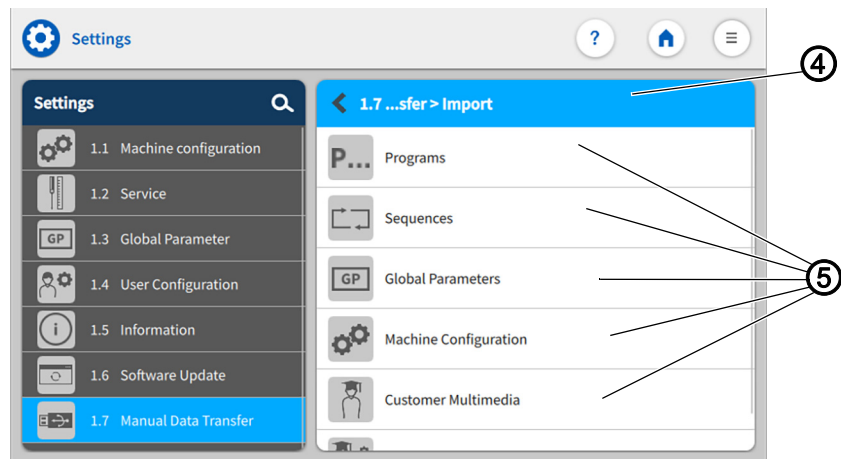 Settings
?
4
Settings
1.7 ...sfer > Import
1.1 Machine configuration
P... Programs
1.2 Service
Sequences
GP 1.3 Global Parameter
GP Global Parameters
5
1.4 User Configuration
i 1.5 Information
Machine Configuration
1.6 Software Update
Customer Multimedia
1.7 Manual Data Transfer